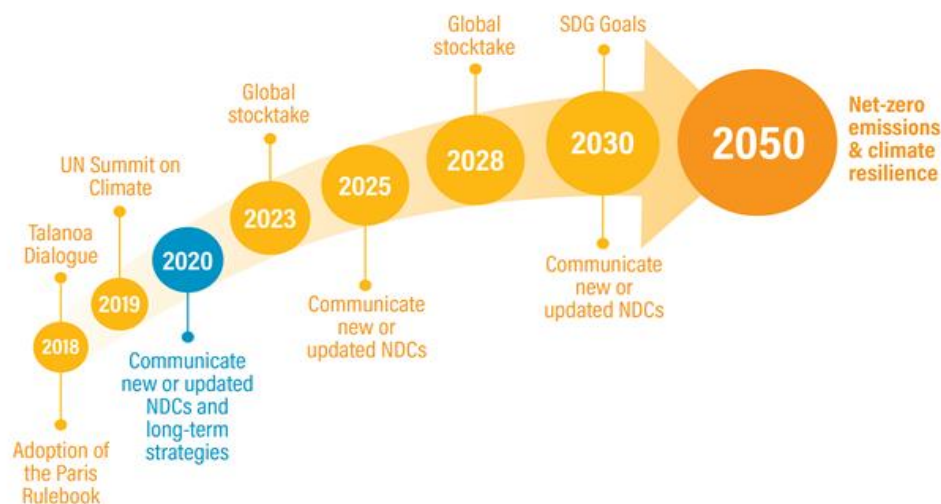 Talanoa
Dialogue
2018
Adoption of
the Paris
Rulebook
UN Summit on
Climate
2019
2020
Communicate
new or updated
NDCs and
long-term
strategies
Global
stocktake
2023
2025
Communicate
new or
updated NDCs
Global
stocktake
2028
SDG Goals
2030
Communicate
new or
updated NDCs
2050
Net-zero
emissions
& climate
resilience